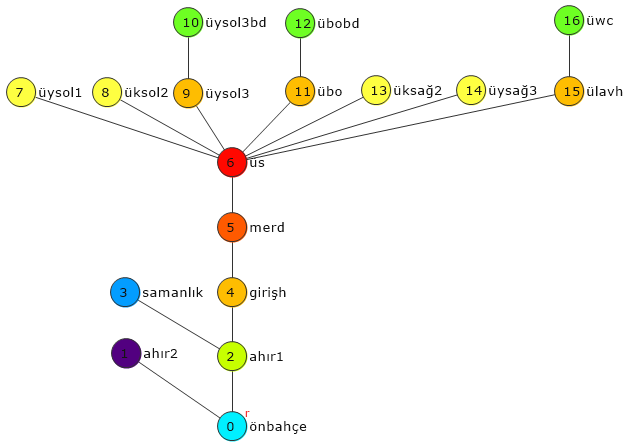 10 üysol3bd 12 übobd 16 üwc
7 üysol1 8 üksol2 9 üysol3 11 übo 13 üksağ2 14 üysağ3 15 ülavh
6 üs
5 merd
3 samanlık 4 girişh
1 ahır2 2 ahır1
r
0 önbahçe